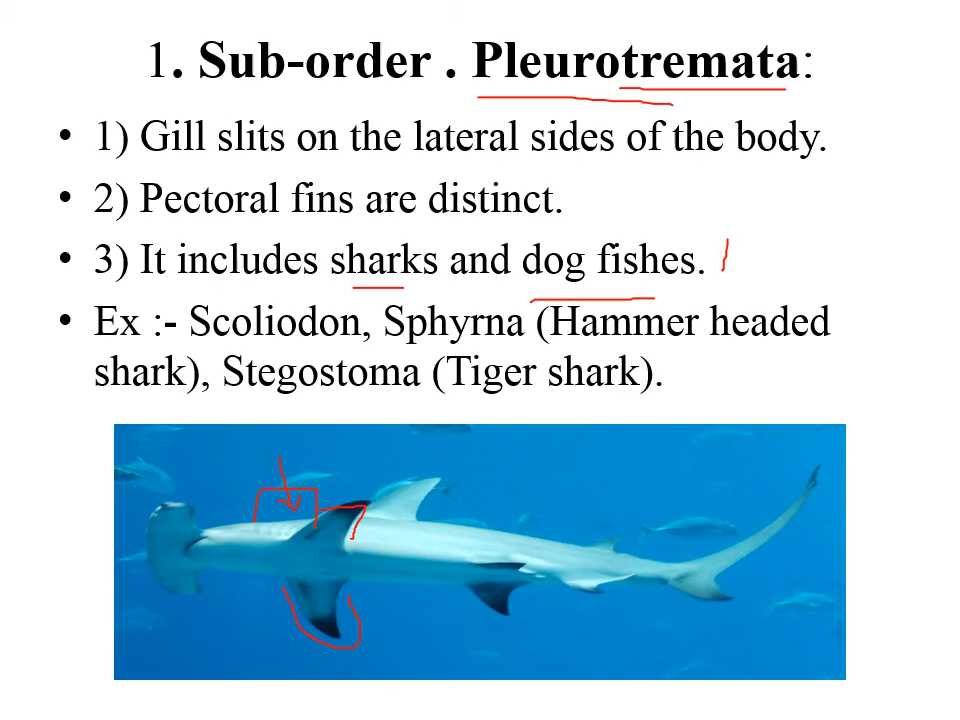 1. Sub-order . Pleurotremata:
• 1) Gill slits on the lateral sides of the body.
• 2) Pectoral fins are distinct.
• 3) It includes sharks and dog fishes.
• Ex :- Scoliodon, Sphyrna (Hammer headed
shark), Stegostoma (Tiger shark).